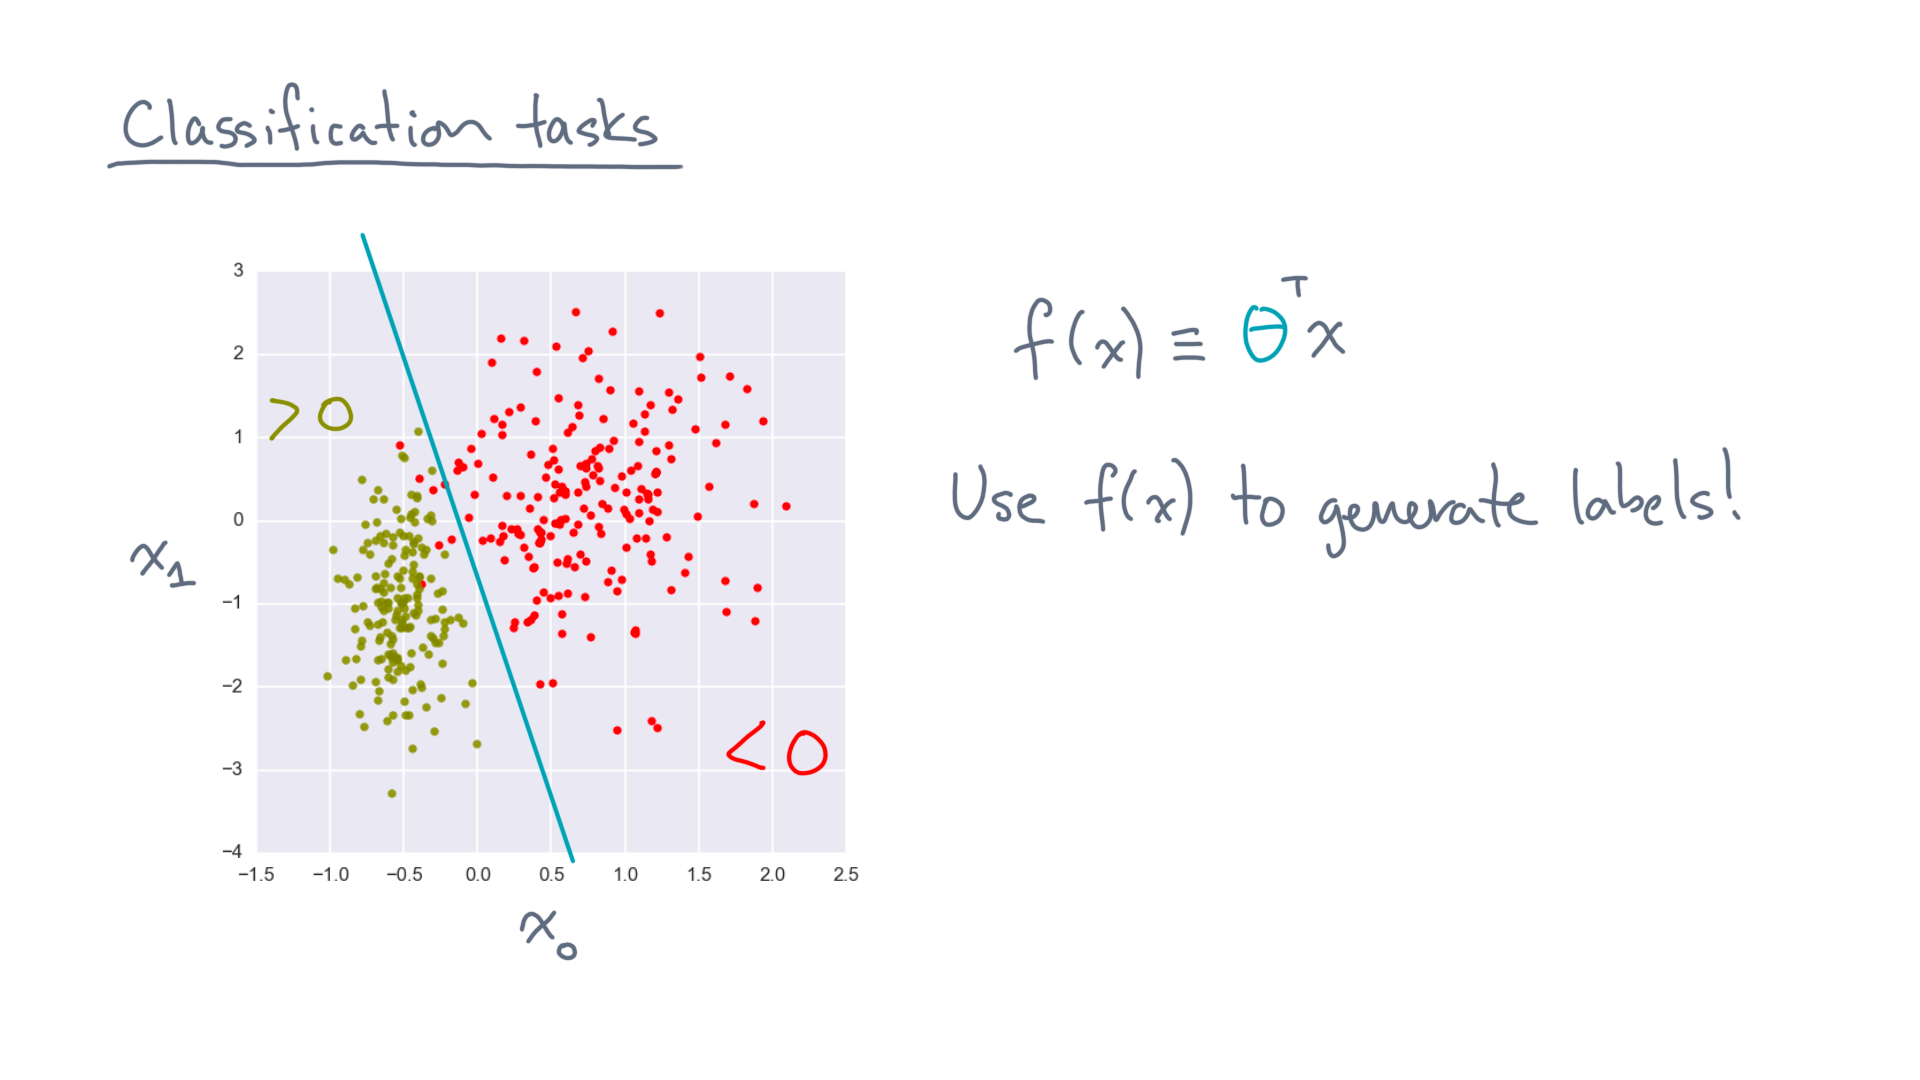 Classification tasks
3
2
1
0
−1
−2
−3
−4
−1.5 −1.0 −0.5 0.0 0.5 1.0 1.5 2.0 2.5
x₁
x₀
>0
<0
f(x) ≡ θᵀx
Use f(x) to generate labels!